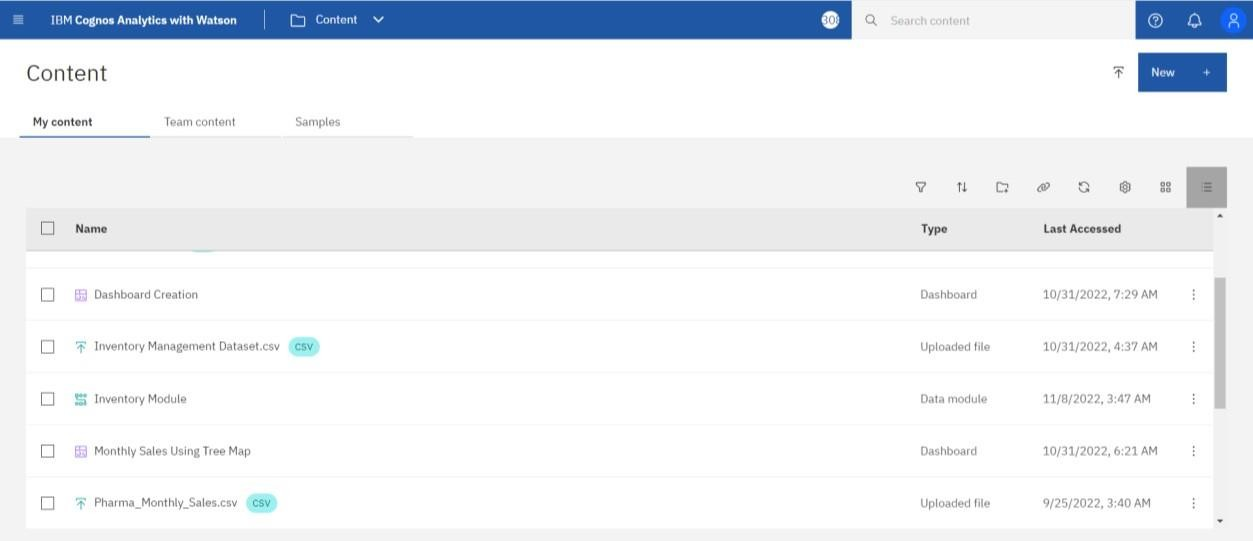 IBM Cognos Analytics with Watson Content 308 Search content
Content New +
My content Team content Samples
Name Type Last Accessed
Dashboard Creation Dashboard 10/31/2022, 7:29 AM
Inventory Management Dataset.csv CSV Uploaded file 10/31/2022, 4:37 AM
Inventory Module Data module 11/8/2022, 3:47 AM
Monthly Sales Using Tree Map Dashboard 10/31/2022, 6:21 AM
Pharma_Monthly_Sales.csv CSV Uploaded file 9/25/2022, 3:40 AM